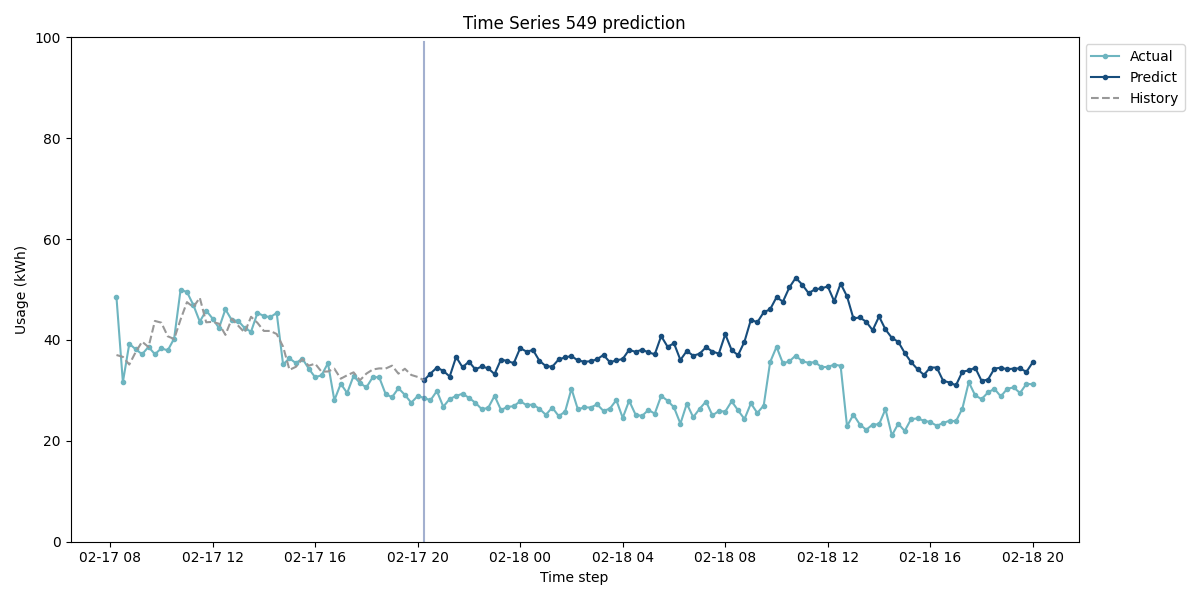 Time Series 549 prediction
100
80
60
40
20
0
Usage (kWh)
02-17 08
02-17 12
02-17 16
02-17 20
02-18 00
02-18 04
02-18 08
02-18 12
02-18 16
02-18 20
Time step
Actual
Predict
History